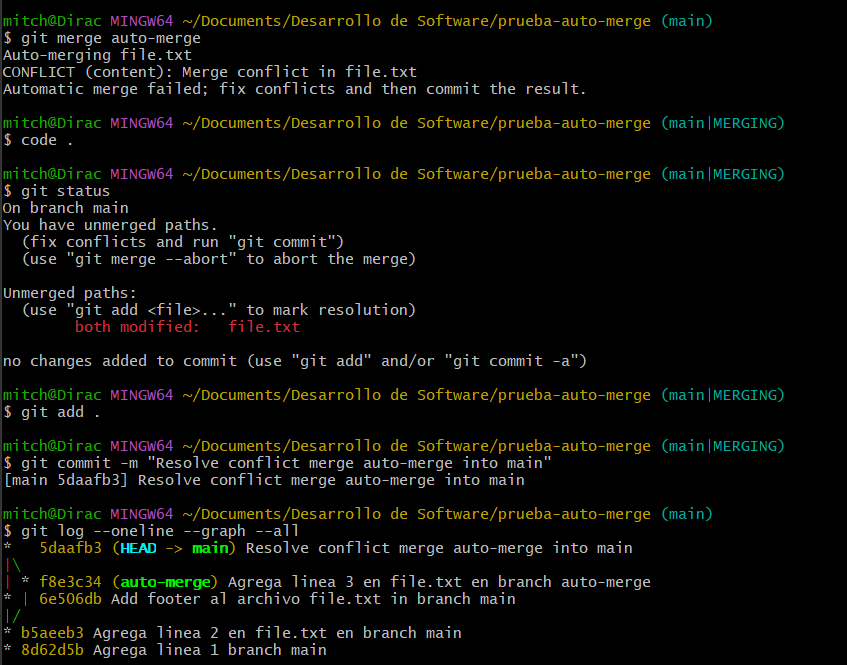 mitch@Dirac MINGW64 ~/Documents/Desarrollo de Software/prueba-auto-merge (main)
$ git merge auto-merge
Auto-merging file.txt
CONFLICT (content): Merge conflict in file.txt
Automatic merge failed; fix conflicts and then commit the result.

mitch@Dirac MINGW64 ~/Documents/Desarrollo de Software/prueba-auto-merge (main|MERGING)
$ code .

mitch@Dirac MINGW64 ~/Documents/Desarrollo de Software/prueba-auto-merge (main|MERGING)
$ git status
On branch main
You have unmerged paths.
  (fix conflicts and run "git commit")
  (use "git merge --abort" to abort the merge)

Unmerged paths:
  (use "git add <file>..." to mark resolution)
        both modified:   file.txt

no changes added to commit (use "git add" and/or "git commit -a")

mitch@Dirac MINGW64 ~/Documents/Desarrollo de Software/prueba-auto-merge (main|MERGING)
$ git add .

mitch@Dirac MINGW64 ~/Documents/Desarrollo de Software/prueba-auto-merge (main|MERGING)
$ git commit -m "Resolve conflict merge auto-merge into main"
[main 5daafb3] Resolve conflict merge auto-merge into main

mitch@Dirac MINGW64 ~/Documents/Desarrollo de Software/prueba-auto-merge (main)
$ git log --oneline --graph --all
*   5daafb3 (HEAD -> main) Resolve conflict merge auto-merge into main
|\
| * f8e3c34 (auto-merge) Agrega linea 3 en file.txt en branch auto-merge
* | 6e506db Add footer al archivo file.txt in branch main
|/
* b5aeeb3 Agrega linea 2 en file.txt en branch main
* 8d62d5b Agrega linea 1 branch main